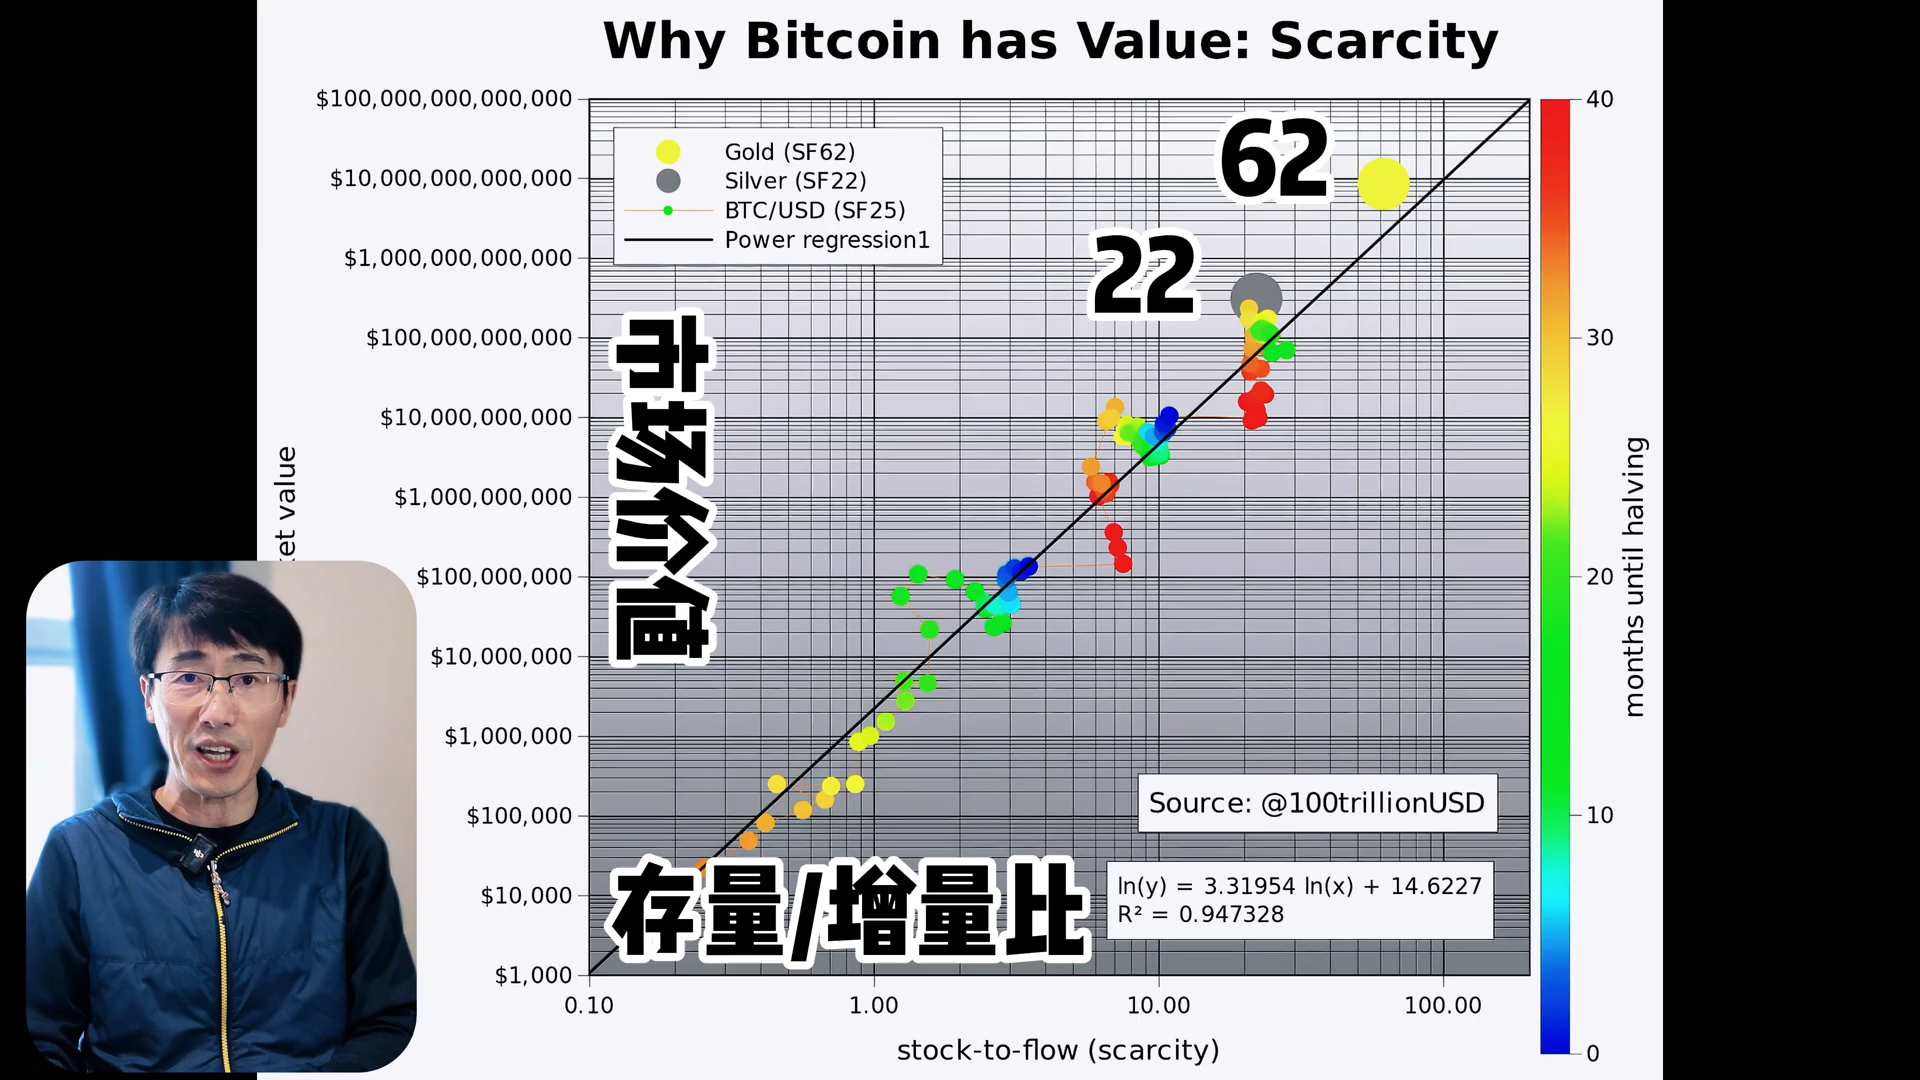 Why Bitcoin has Value: Scarcity
$100,000,000,000,000
$10,000,000,000,000
$1,000,000,000,000
$100,000,000,000
$10,000,000,000
$1,000,000,000
$100,000,000
$10,000,000
$1,000,000
$100,000
$10,000
$1,000
Gold (SF62)
Silver (SF22)
BTC/USD (SF25)
Power regression1
62
22
市场价值
存量/增量比
Source: @100trillionUSD
ln(y) = 3.31954 ln(x) + 14.6227
R² = 0.947328
0.10
1.00
10.00
100.00
stock-to-flow (scarcity)
value
40
30
20
10
0
months until halving